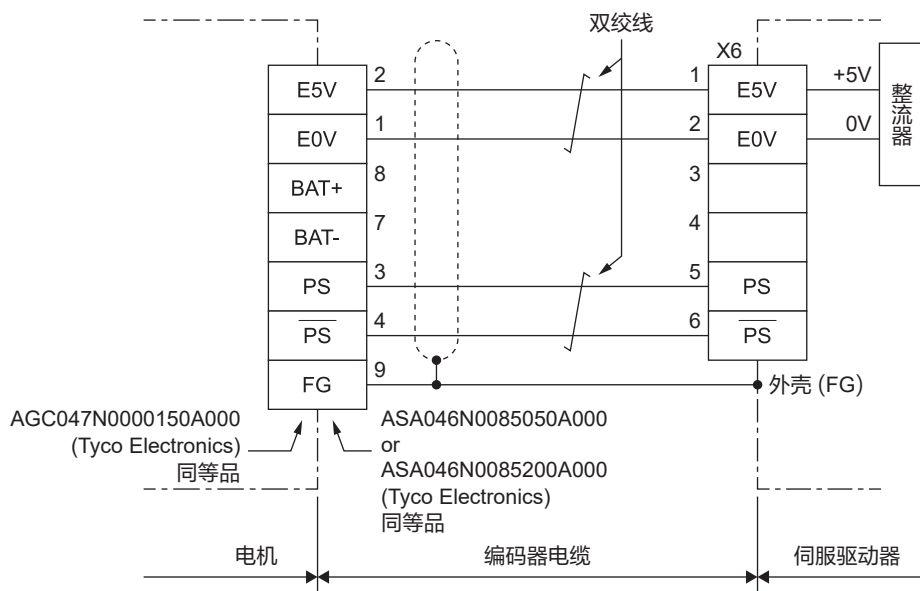 双绞线
X6
E5V 2 1 E5V +5V
E0V 1 2 E0V 0V
整流器
BAT+ 8 3
BAT- 7 4
PS 3 5 PS
PS 4 6 PS
FG 9 外壳 (FG)
AGC047N0000150A000
(Tyco Electronics)
同等品
ASA046N0085050A000
or
ASA046N0085200A000
(Tyco Electronics)
同等品
电机 编码器电缆 伺服驱动器